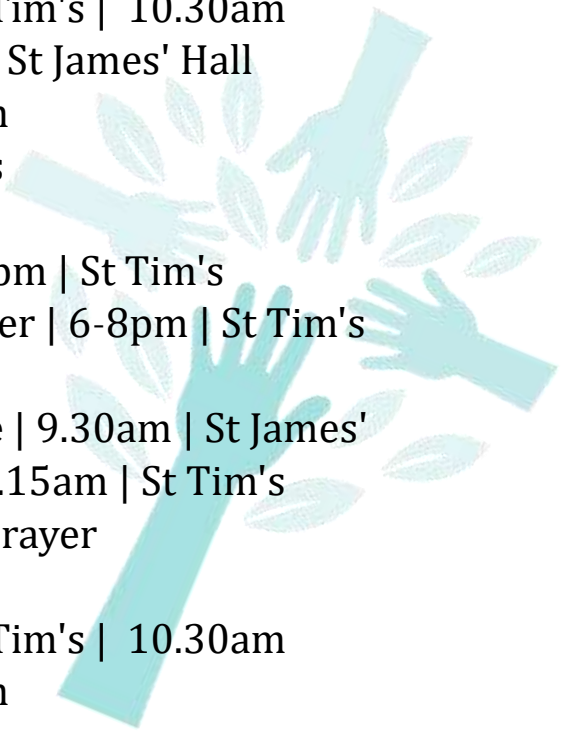 Tim's | 10.30am
St James' Hall
m
s
pm | St Tim's
er | 6-8pm | St Tim's
e | 9.30am | St James'
.15am | St Tim's
rayer
Tim's | 10.30am
m